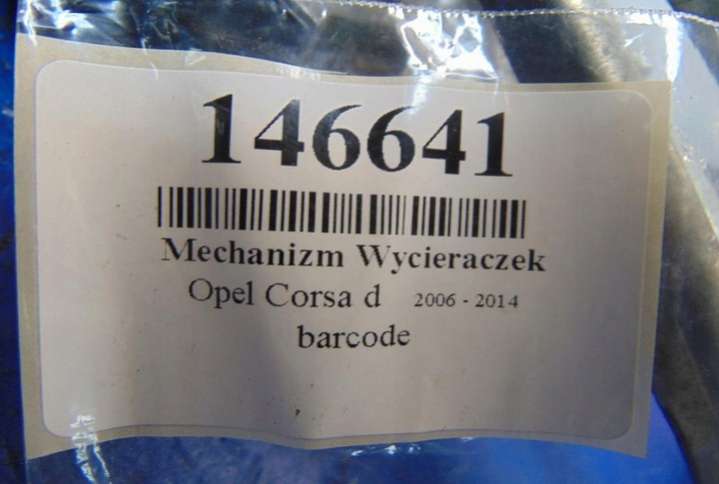 146641
Mechanizm Wycieraczek
Opel Corsa d 2006 - 2014
barcode